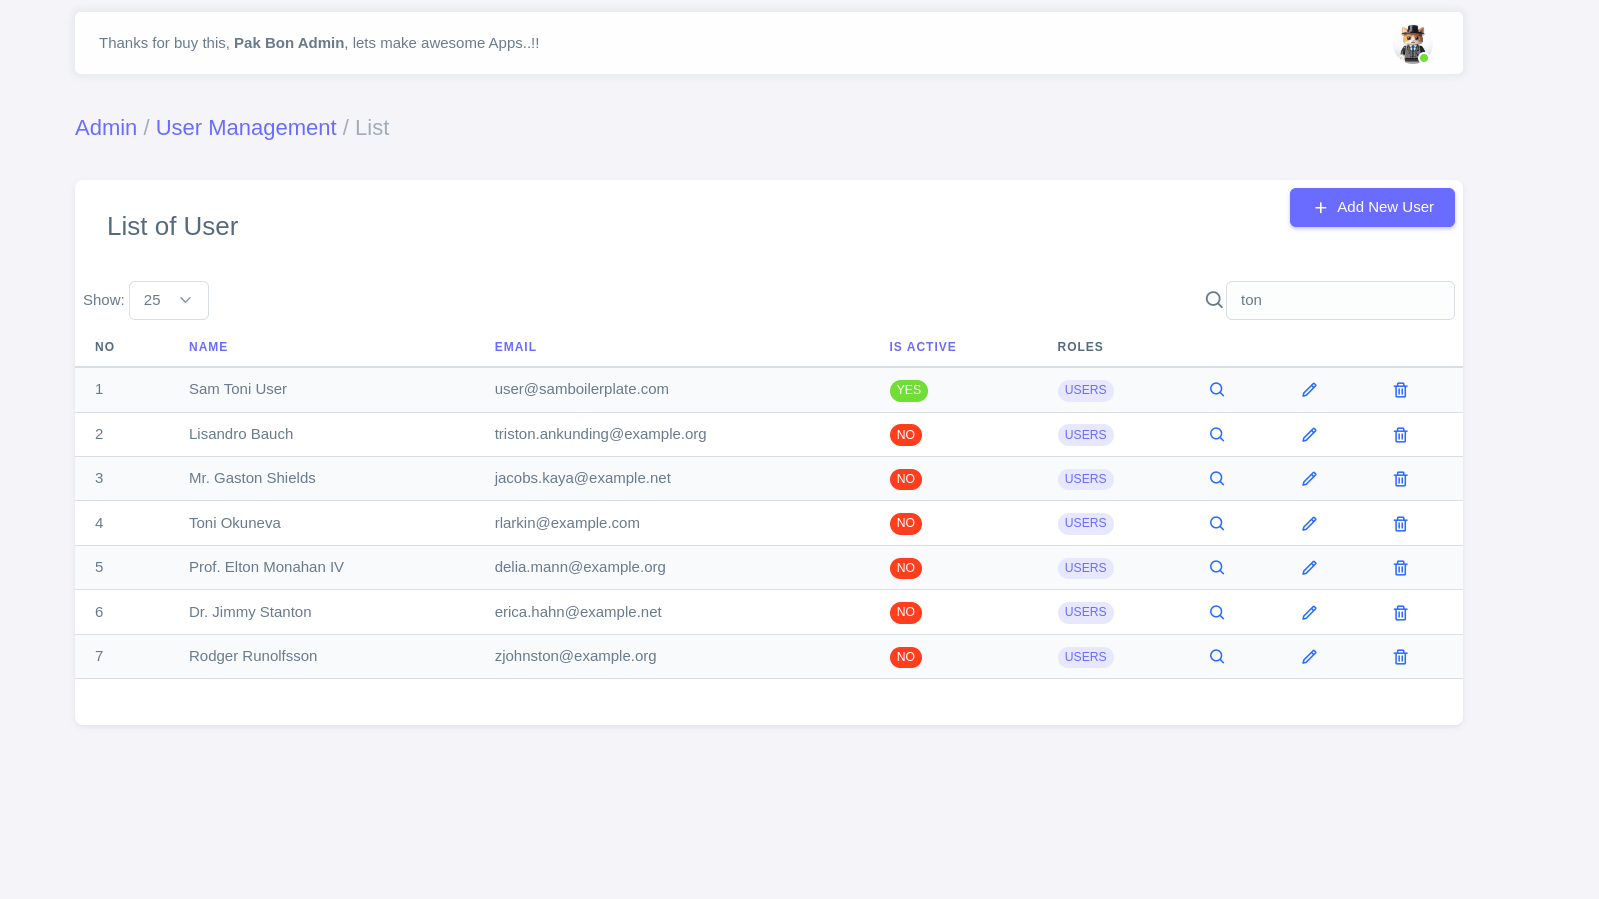 Thanks for buy this, Pak Bon Admin, lets make awesome Apps..!!
Admin / User Management / List
List of User
Add New User
Show: 25
ton
NO NAME EMAIL IS ACTIVE ROLES
1 Sam Toni User user@samboilerplate.com YES USERS
2 Lisandro Bauch triston.ankunding@example.org NO USERS
3 Mr. Gaston Shields jacobs.kaya@example.net NO USERS
4 Toni Okuneva rlarkin@example.com NO USERS
5 Prof. Elton Monahan IV delia.mann@example.org NO USERS
6 Dr. Jimmy Stanton erica.hahn@example.net NO USERS
7 Rodger Runolfsson zjohnston@example.org NO USERS